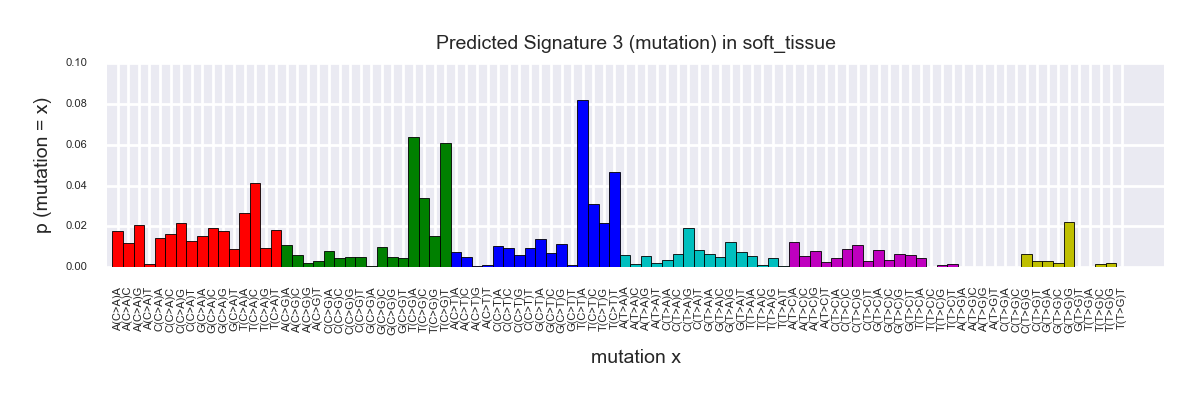 Predicted Signature 3 (mutation) in soft_tissue
p (mutation = x)
0.10
0.08
0.06
0.04
0.02
0.00
A(C>A)A
A(C>A)C
A(C>A)G
A(C>A)T
C(C>A)A
C(C>A)C
C(C>A)G
C(C>A)T
G(C>A)A
G(C>A)C
G(C>A)G
G(C>A)T
T(C>A)A
T(C>A)C
T(C>A)G
T(C>A)T
A(C>G)A
A(C>G)C
A(C>G)G
A(C>G)T
C(C>G)A
C(C>G)C
C(C>G)G
C(C>G)T
G(C>G)A
G(C>G)C
G(C>G)G
G(C>G)T
T(C>G)A
T(C>G)C
T(C>G)G
T(C>G)T
A(C>T)A
A(C>T)C
A(C>T)G
A(C>T)T
C(C>T)A
C(C>T)C
C(C>T)G
C(C>T)T
G(C>T)A
G(C>T)C
G(C>T)G
G(C>T)T
T(C>T)A
T(C>T)C
T(C>T)G
T(C>T)T
A(T>A)A
A(T>A)C
A(T>A)G
A(T>A)T
C(T>A)A
C(T>A)C
C(T>A)G
C(T>A)T
G(T>A)A
G(T>A)C
G(T>A)G
G(T>A)T
T(T>A)A
T(T>A)C
T(T>A)G
T(T>A)T
A(T>C)A
A(T>C)C
A(T>C)G
A(T>C)T
C(T>C)A
C(T>C)C
C(T>C)G
C(T>C)T
G(T>C)A
G(T>C)C
G(T>C)G
G(T>C)T
T(T>C)A
T(T>C)C
T(T>C)G
T(T>C)T
A(T>G)A
A(T>G)C
A(T>G)G
A(T>G)T
C(T>G)A
C(T>G)C
C(T>G)G
C(T>G)T
G(T>G)A
G(T>G)C
G(T>G)G
G(T>G)T
T(T>G)A
T(T>G)C
T(T>G)G
T(T>G)T
mutation x